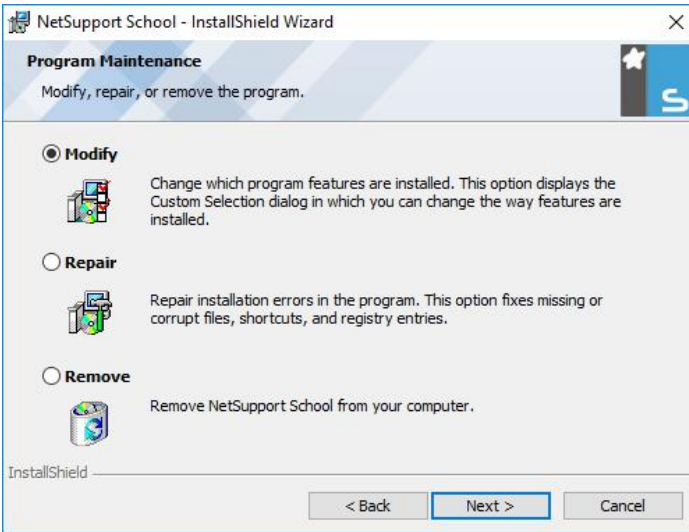 NetSupport School - InstallShield Wizard
Program Maintenance
Modify, repair, or remove the program.
S
Modify
Change which program features are installed. This option displays the
Custom Selection dialog in which you can change the way features are
installed.
Repair
Repair installation errors in the program. This option fixes missing or
corrupt files, shortcuts, and registry entries.
Remove
Remove NetSupport School from your computer.
InstallShield
< Back
Next >
Cancel